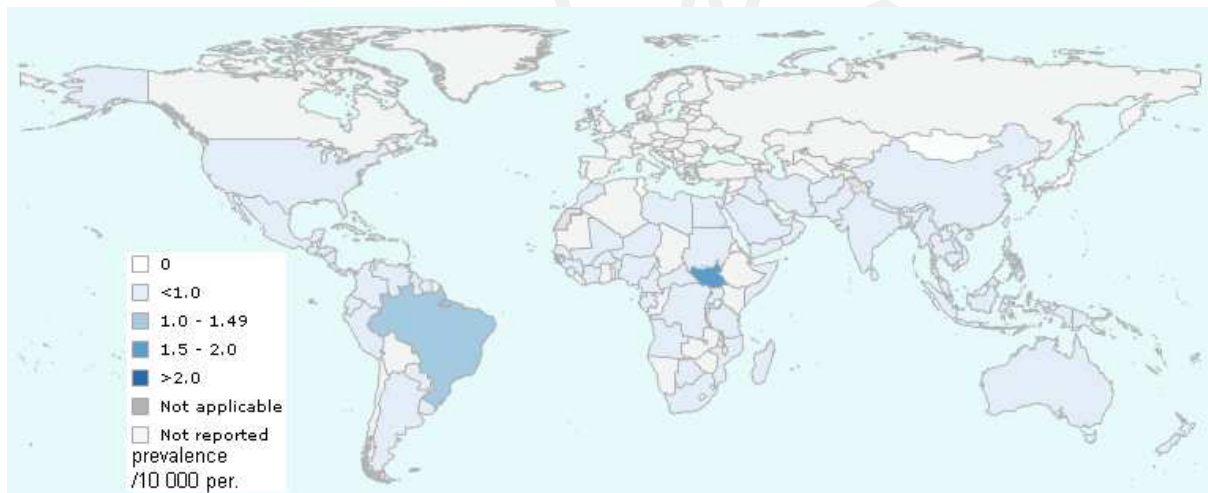 0
<1.0
1.0 - 1.49
1.5 - 2.0
>2.0
Not applicable
Not reported
prevalence
/10 000 per.